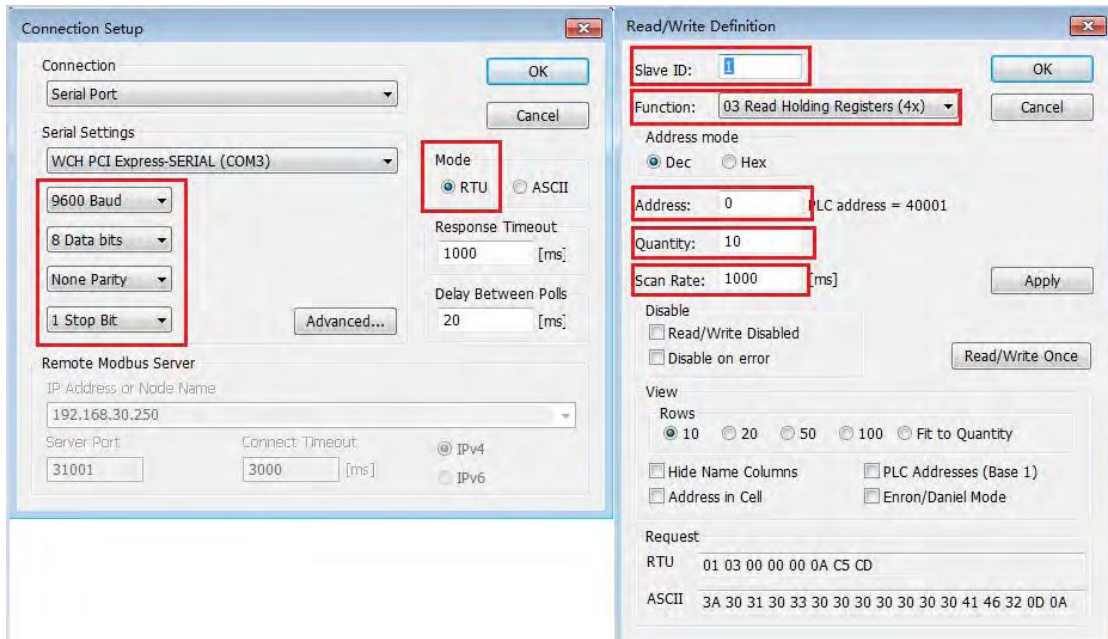 Connection Setup
Connection
Serial Port
OK
Cancel
Serial Settings
WCH PCI Express-SERIAL (COM3)
9600 Baud
8 Data bits
None Parity
1 Stop Bit
Advanced...
Mode
RTU ASCII
Response Timeout
1000 [ms]
Delay Between Polls
20 [ms]
Remote Modbus Server
IP Address or Node Name
192.168.30.250
Server Port Connect Timeout
31001 3000 [ms]
IPv4
IPv6
Read/Write Definition
Slave ID: 1
OK
Function: 03 Read Holding Registers (4x)
Cancel
Address mode
Dec Hex
Address: 0 PLC address = 40001
Quantity: 10
Scan Rate: 1000 [ms]
Apply
Disable
Read/Write Disabled
Disable on error
Read/Write Once
View
Rows
10 20 50 100 Fit to Quantity
Hide Name Columns PLC Addresses (Base 1)
Address in Cell Enron/Daniel Mode
Request
RTU 01 03 00 00 00 0A C5 CD
ASCII 3A 30 31 30 33 30 30 30 30 30 30 30 41 46 32 0D 0A